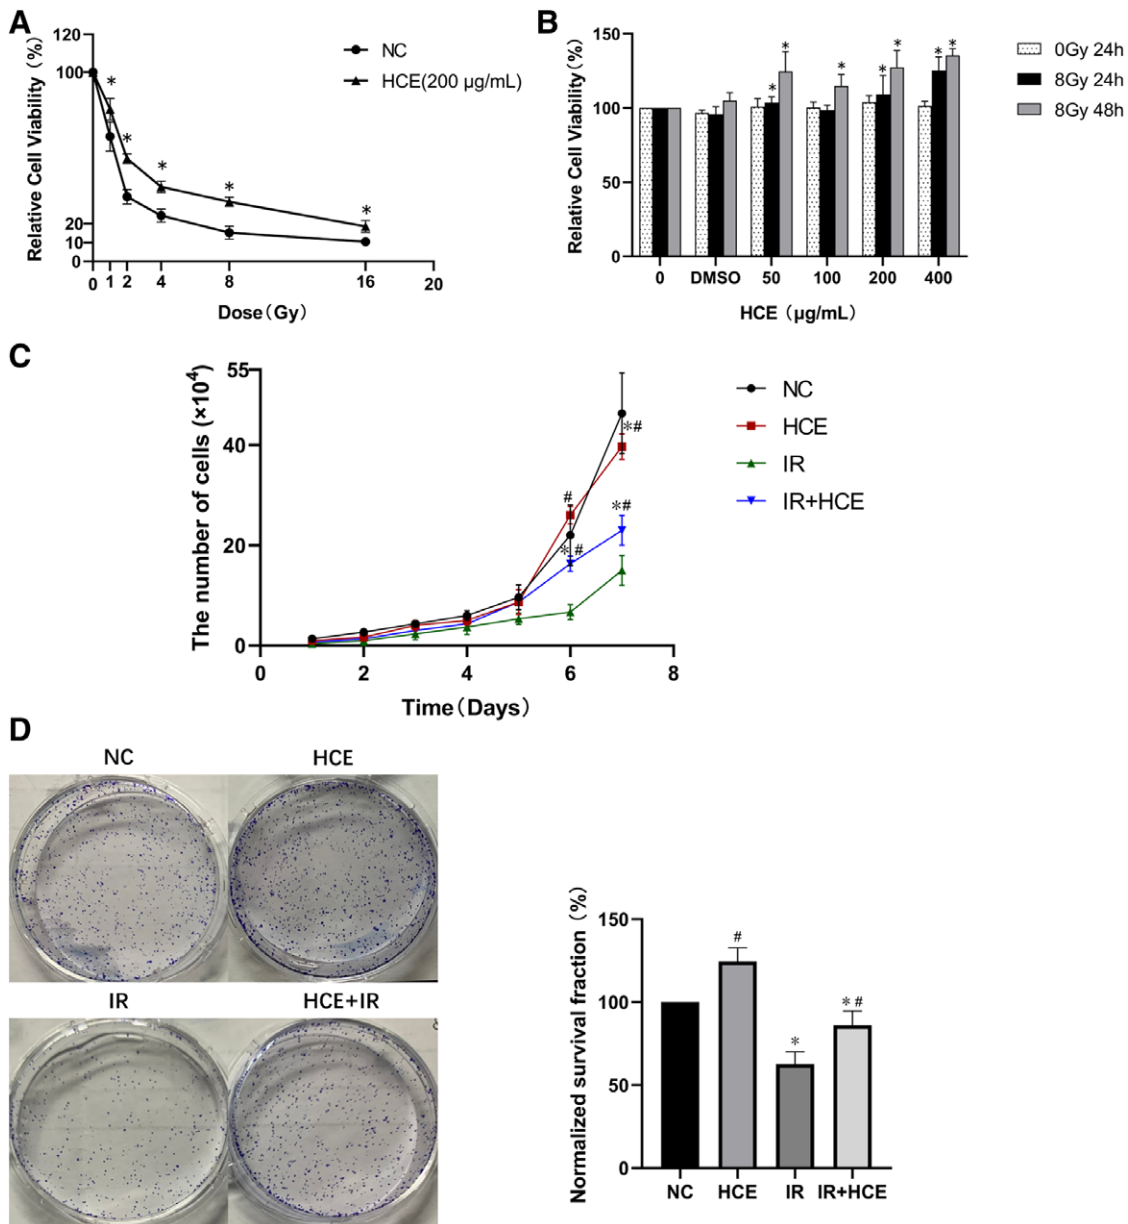 A
Relative Cell Viability (%)
120
100
20
10
0
0 1 2 4 8 16 20
Dose(Gy)
NC
HCE(200 μg/mL)
*
*
*
*
*
B
Relative Cell Viability (%)
150
100
50
0
* * * * * * *
0 DMSO 50 100 200 400
HCE (μg/mL)
0Gy 24h
8Gy 24h
8Gy 48h
C
The number of cells (×10⁴)
55
40
20
0
0 2 4 6 8
Time(Days)
#
*#
*#
*#
NC
HCE
IR
IR+HCE
D
NC HCE
IR HCE+IR
Normalized survival fraction (%)
150
100
50
0
#
*
*#
NC HCE IR IR+HCE